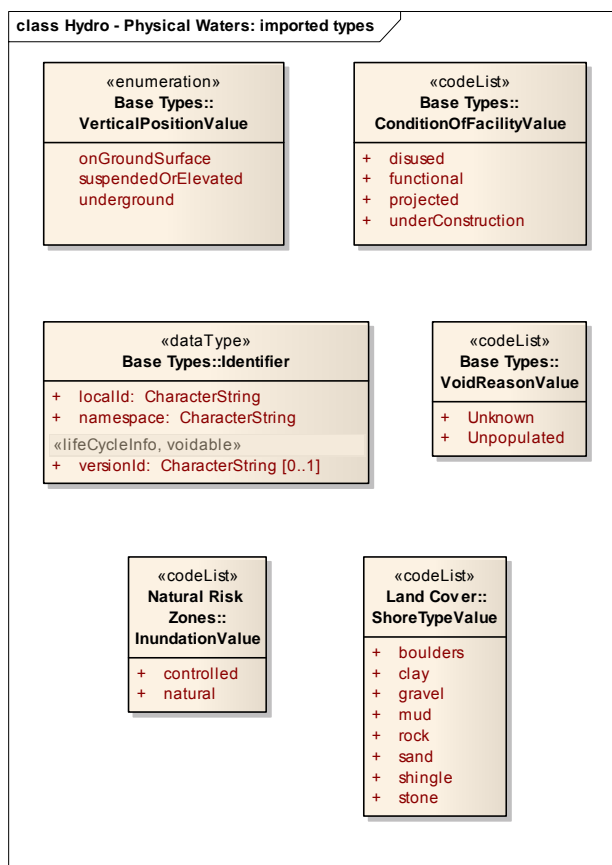 class Hydro - Physical Waters: imported types
«enumeration»
Base Types::
VerticalPositionValue
onGroundSurface
suspendedOrElevated
underground
«codeList»
Base Types::
ConditionOfFacilityValue
+ disused
+ functional
+ projected
+ underConstruction
«dataType»
Base Types::Identifier
+ localId: CharacterString
+ namespace: CharacterString
«lifeCycleInfo, voidable»
+ versionId: CharacterString [0..1]
«codeList»
Base Types::
VoidReasonValue
+ Unknown
+ Unpopulated
«codeList»
Natural Risk
Zones::
InundationValue
+ controlled
+ natural
«codeList»
Land Cover::
ShoreTypeValue
+ boulders
+ clay
+ gravel
+ mud
+ rock
+ sand
+ shingle
+ stone